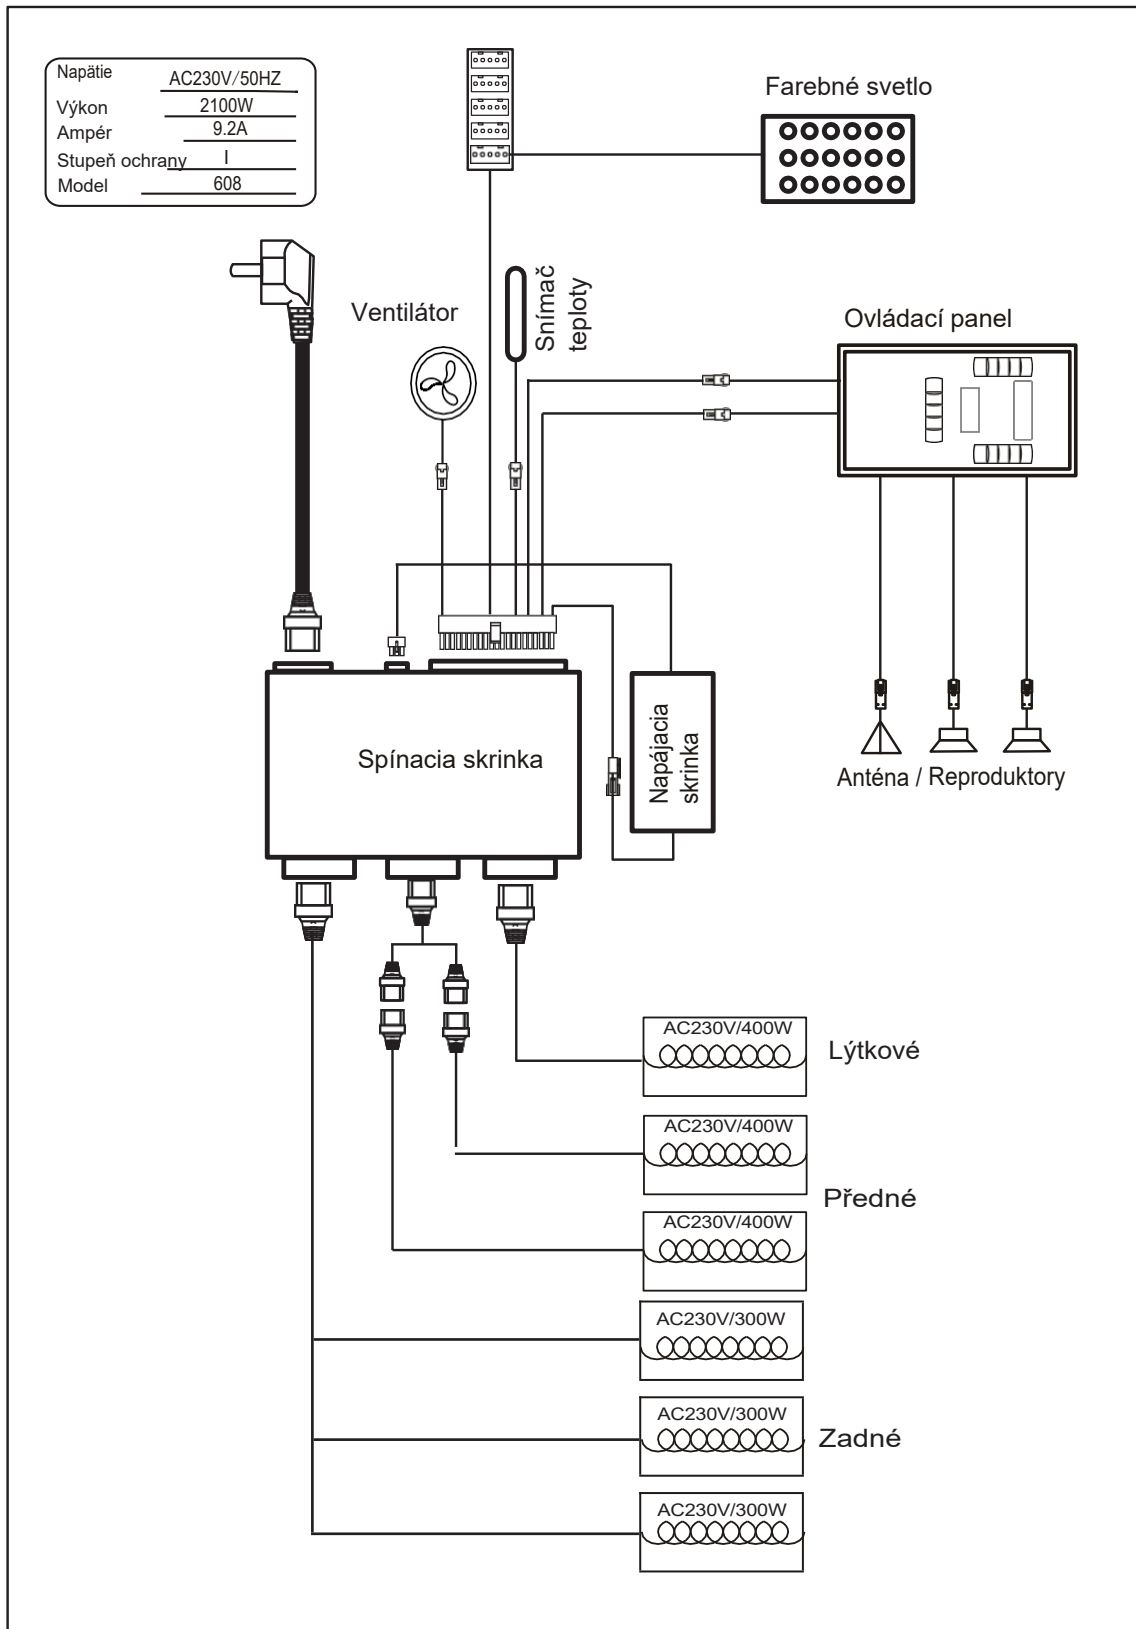 Napätie AC230V/50HZ
Výkon 2100W
Ampér 9.2A
Stupeň ochrany I
Model 608
Farebné svetlo
Ventilátor
Snímač
teploty
Ovládací panel
Spínacia skrinka
Napájacia
skrinka
Anténa / Reproduktory
AC230V/400W
Lýtkové
AC230V/400W
Předné
AC230V/400W
AC230V/300W
AC230V/300W
Zadné
AC230V/300W